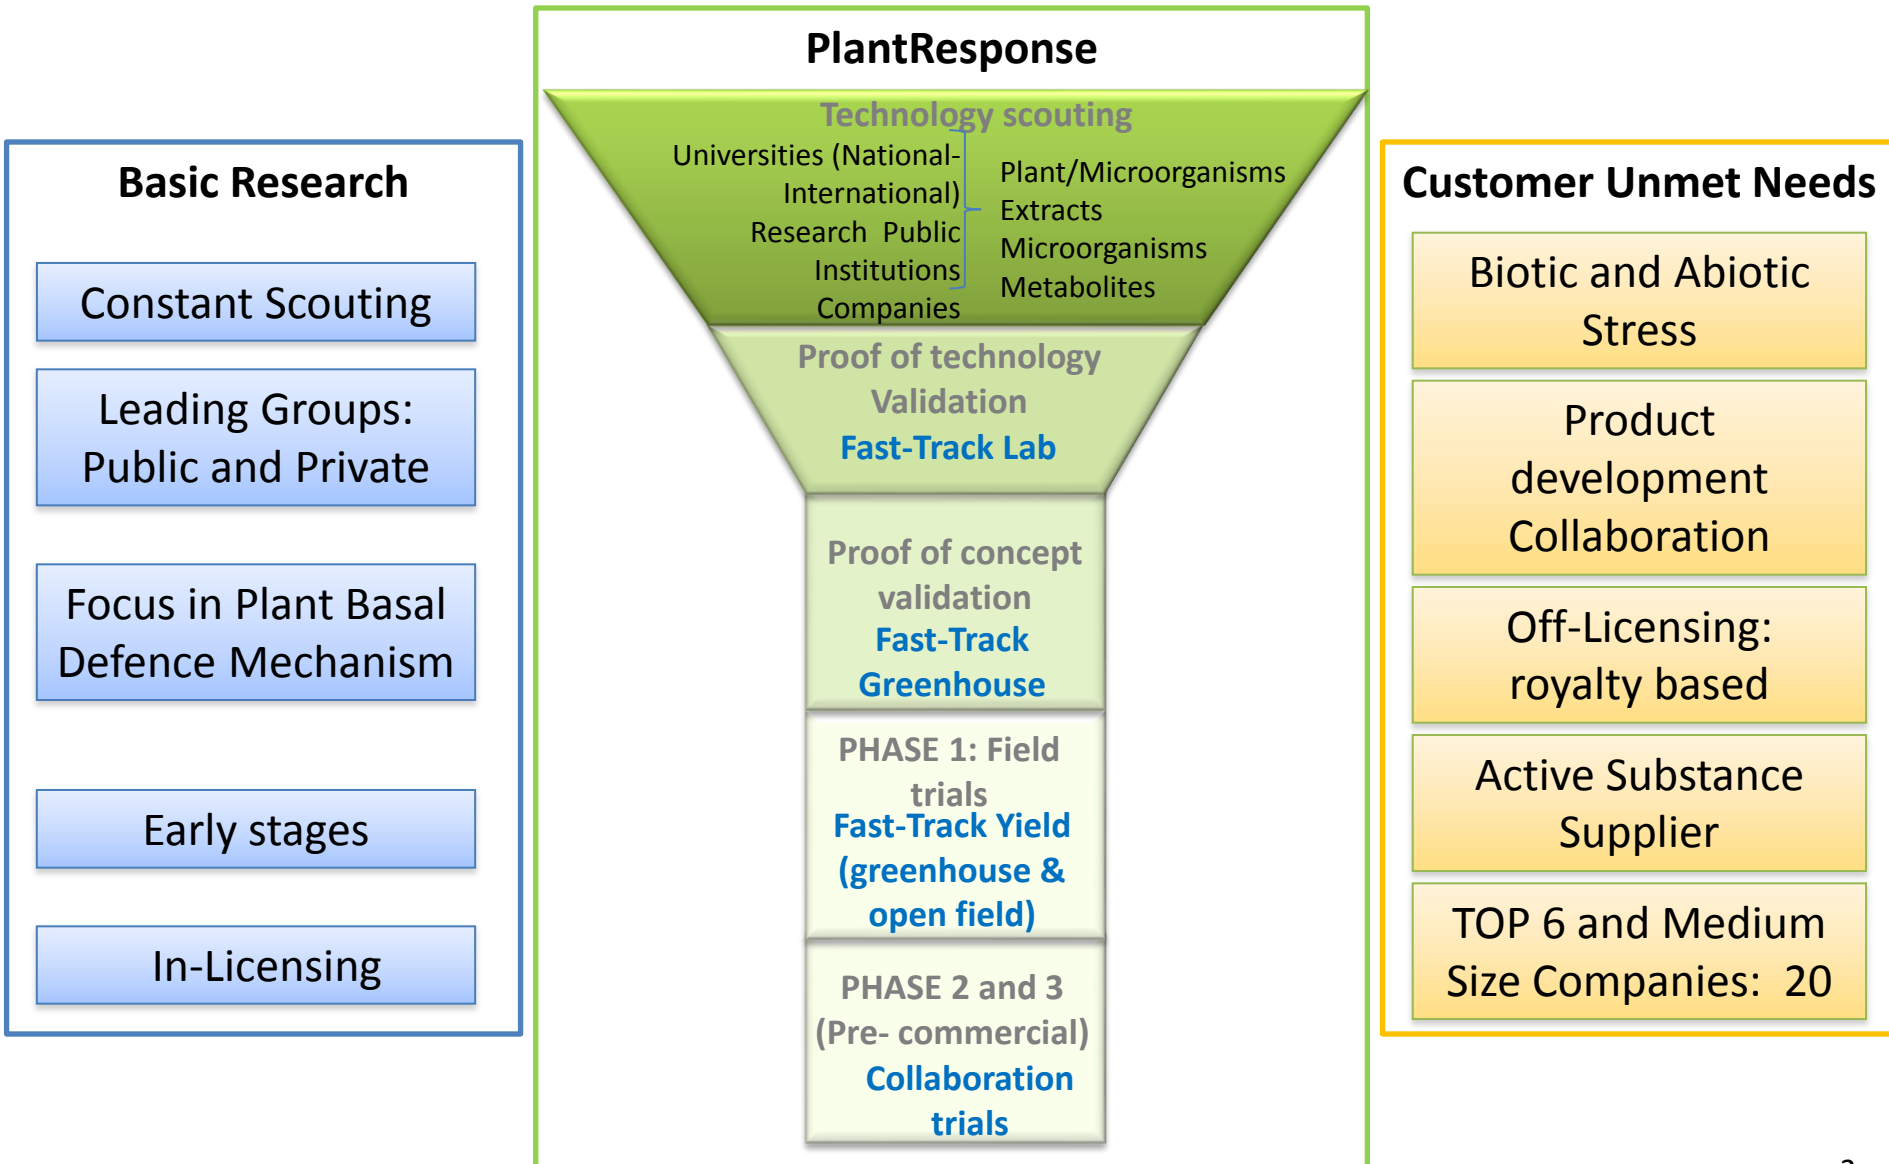 PlantResponse
Technology scouting
Universities (National-
International)
Research  Public
Institutions
Companies
Plant/Microorganisms
Extracts
Microorganisms
Metabolites
Proof of technology
Validation
Fast-Track Lab
Proof of concept
validation
Fast-Track
Greenhouse
PHASE 1: Field
trials
Fast-Track Yield
(greenhouse &
open field)
PHASE 2 and 3
(Pre- commercial)
Collaboration
trials
Basic Research
Constant Scouting
Leading Groups:
Public and Private
Focus in Plant Basal
Defence Mechanism
Early stages
In-Licensing
Customer Unmet Needs
Biotic and Abiotic
Stress
Product
development
Collaboration
Off-Licensing:
royalty based
Active Substance
Supplier
TOP 6 and Medium
Size Companies:  20